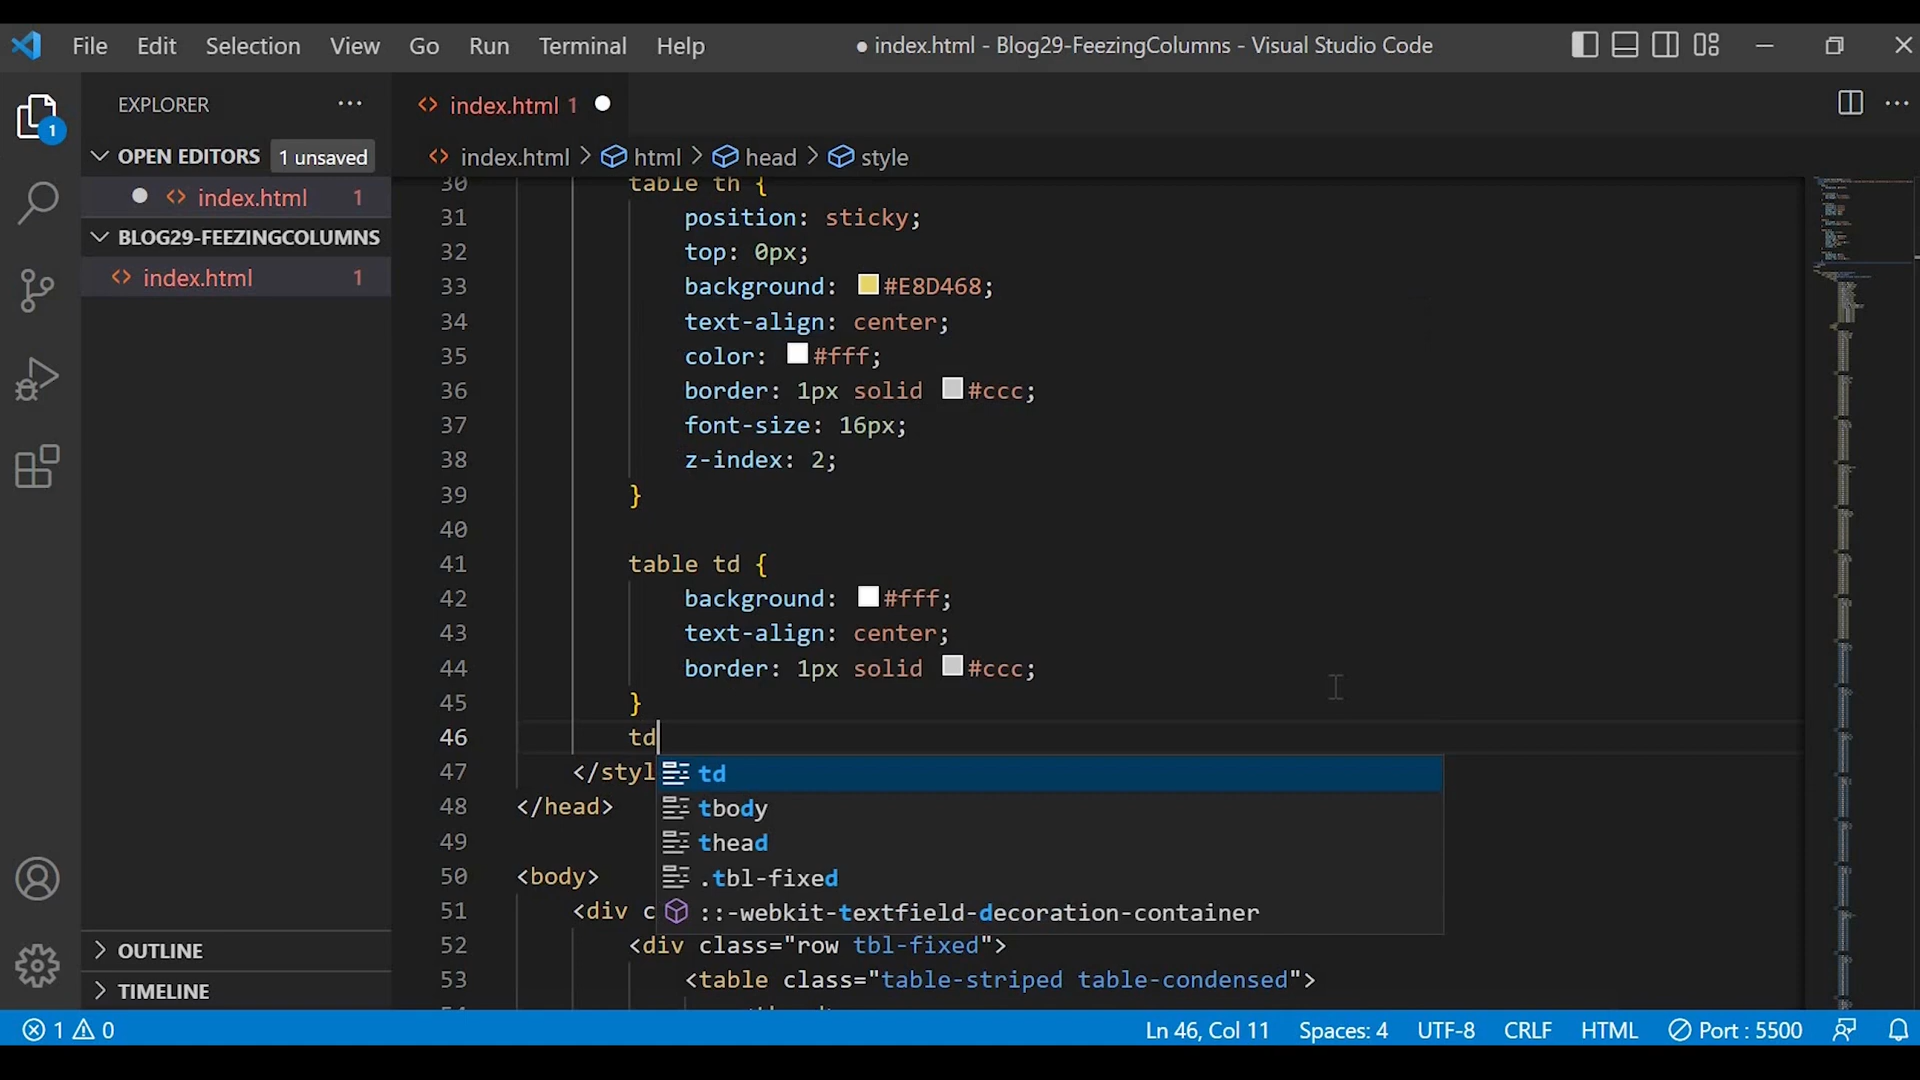 File Edit Selection View Go Run Terminal Help ● index.html - Blog29-FeezingColumns - Visual Studio Code
EXPLORER ···
1
OPEN EDITORS 1 unsaved
index.html 1
BLOG29-FEEZINGCOLUMNS
index.html 1
OUTLINE
TIMELINE
index.html 1
index.html > html > head > style
30 table th {
31 position: sticky;
32 top: 0px;
33 background: #E8D468;
34 text-align: center;
35 color: #fff;
36 border: 1px solid #ccc;
37 font-size: 16px;
38 z-index: 2;
39 }
40
41 table td {
42 background: #fff;
43 text-align: center;
44 border: 1px solid #ccc;
45 }
46 td
47 </styl
td
tbody
thead
.tbl-fixed
::-webkit-textfield-decoration-container
48 </head>
49
50 <body>
51 <div c
52 <div class="row tbl-fixed">
53 <table class="table-striped table-condensed">
1 0 Ln 46, Col 11 Spaces: 4 UTF-8 CRLF HTML Port : 5500